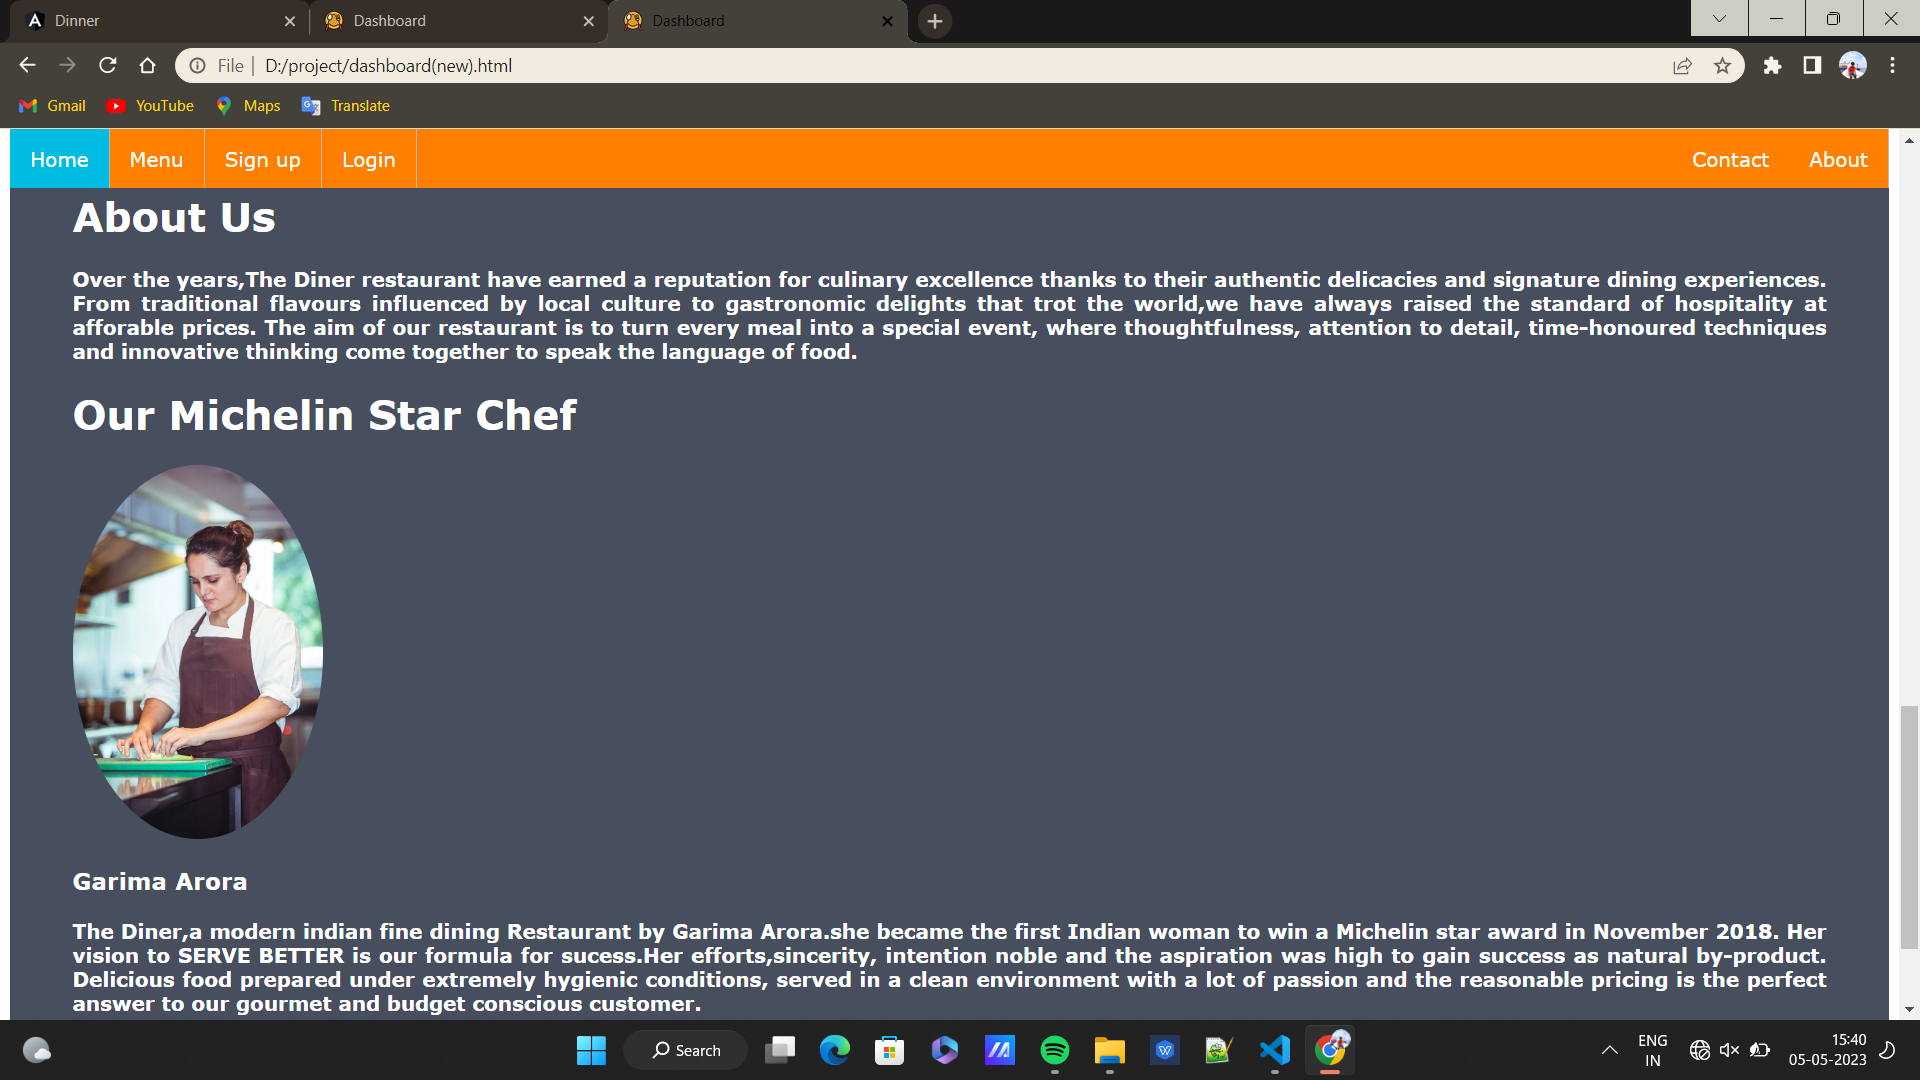 Dinner
Dashboard
Dashboard
File | D:/project/dashboard(new).html
Gmail YouTube Maps Translate
Home Menu Sign up Login Contact About
About Us
Over the years,The Diner restaurant have earned a reputation for culinary excellence thanks to their authentic delicacies and signature dining experiences.
From traditional flavours influenced by local culture to gastronomic delights that trot the world,we have always raised the standard of hospitality at
afforable prices. The aim of our restaurant is to turn every meal into a special event, where thoughtfulness, attention to detail, time-honoured techniques
and innovative thinking come together to speak the language of food.
Our Michelin Star Chef
Garima Arora
The Diner,a modern indian fine dining Restaurant by Garima Arora.she became the first Indian woman to win a Michelin star award in November 2018. Her
vision to SERVE BETTER is our formula for sucess.Her efforts,sincerity, intention noble and the aspiration was high to gain success as natural by-product.
Delicious food prepared under extremely hygienic conditions, served in a clean environment with a lot of passion and the reasonable pricing is the perfect
answer to our gourmet and budget conscious customer.
Search
ENG
IN
15:40
05-05-2023